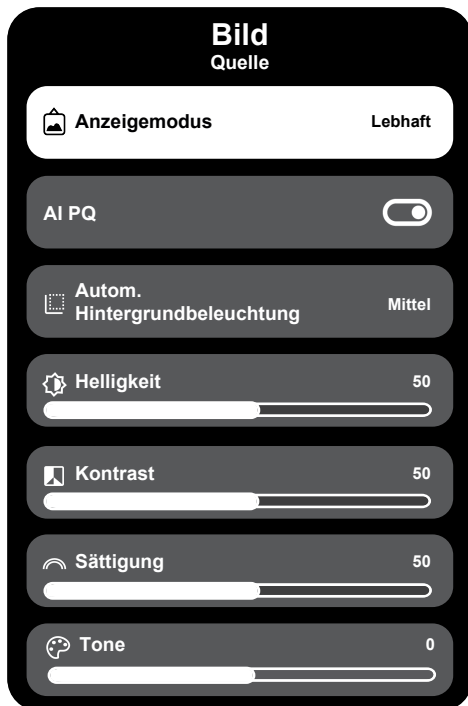 Bild
Quelle
Anzeigemodus Lebhaft
AI PQ
Autom.
Hintergrundbeleuchtung Mittel
Helligkeit 50
Kontrast 50
Sättigung 50
Tone 0